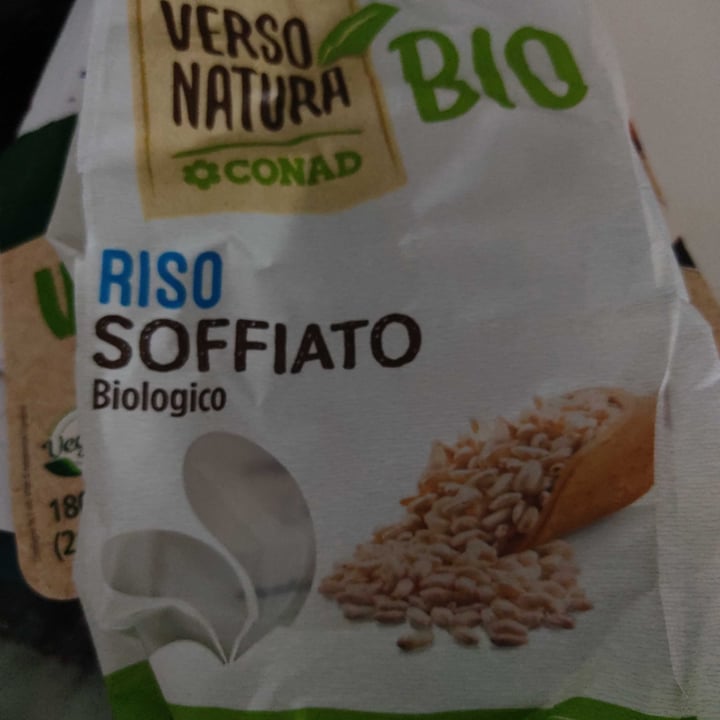 VERSO
NATURA
CONAD
BIO
RISO
SOFFIATO
Biologico